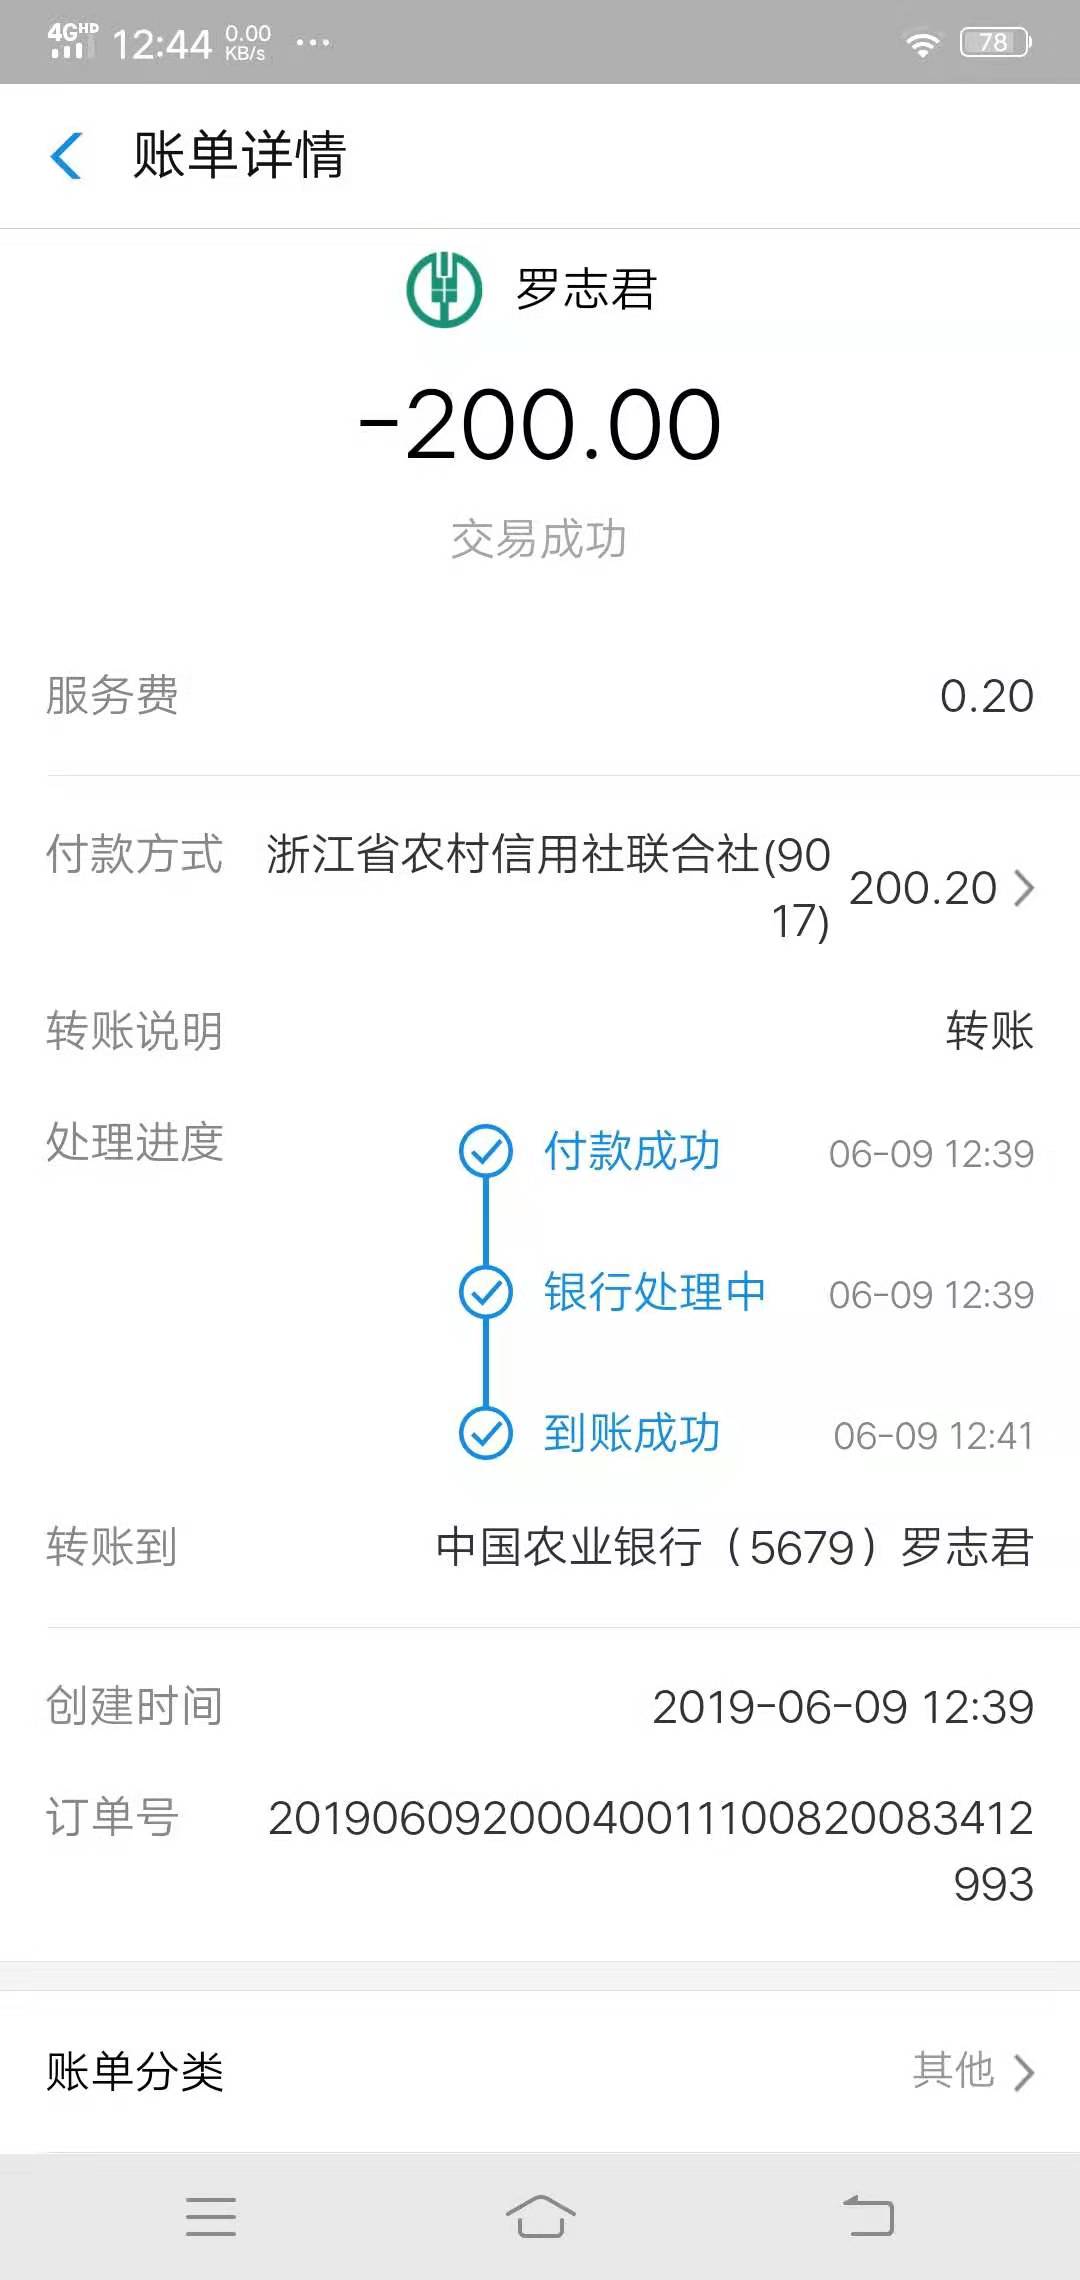 4G HD 12:44 0.00 KB/s ... 78
账单详情
罗志君
-200.00
交易成功
服务费 0.20
付款方式 浙江省农村信用社联合社(90
17) 200.20
转账说明 转账
处理进度 付款成功 06-09 12:39
银行处理中 06-09 12:39
到账成功 06-09 12:41
转账到 中国农业银行（5679）罗志君
创建时间 2019-06-09 12:39
订单号 20190609200040011100820083412
993
账单分类 其他